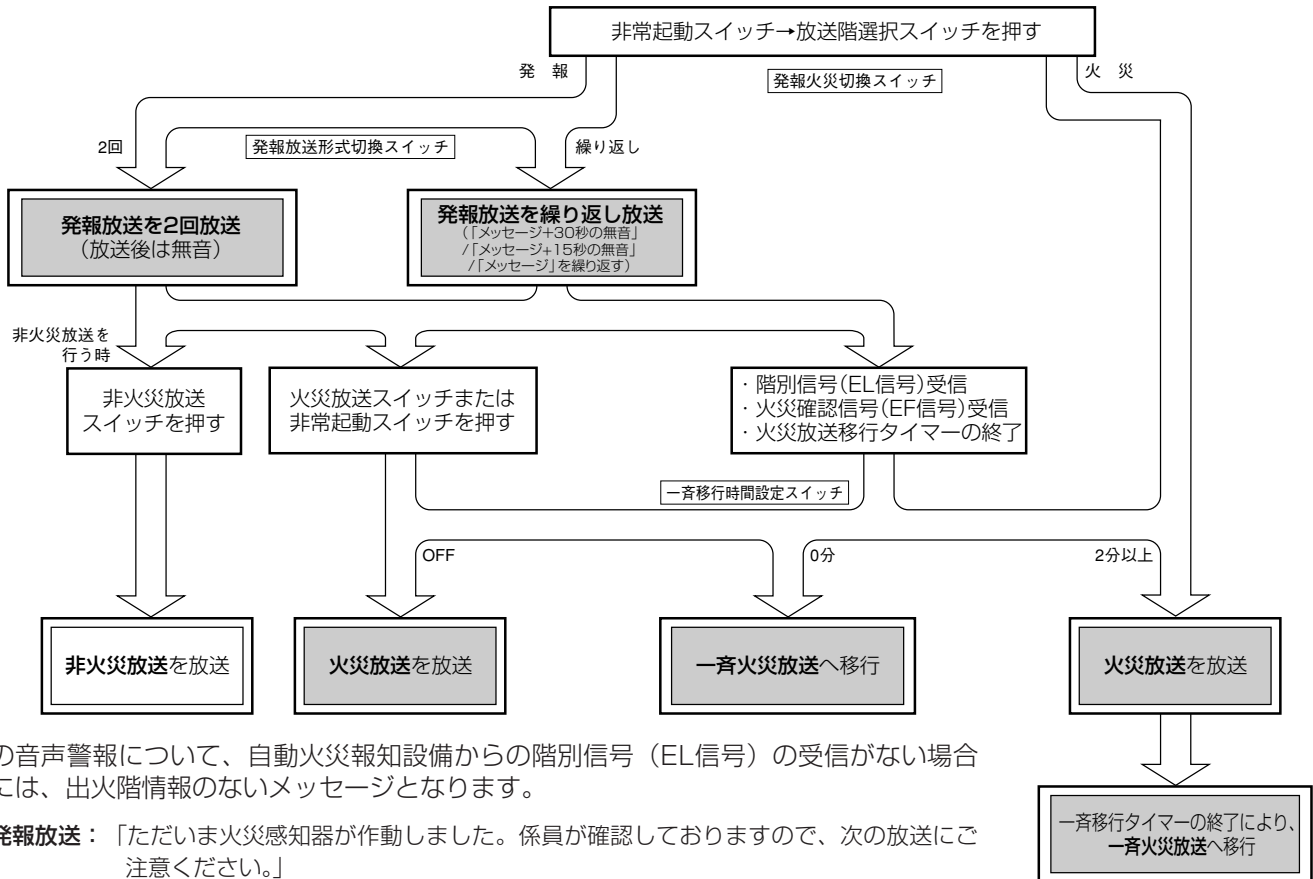 非常起動スイッチ→放送階選択スイッチを押す
発 報
発報火災切換スイッチ
火 災
2回
発報放送形式切換スイッチ
繰り返し
発報放送を2回放送
(放送後は無音)
発報放送を繰り返し放送
(「メッセージ+30秒の無音」
/「メッセージ+15秒の無音」
/「メッセージ」を繰り返す)
非火災放送を
行う時
非火災放送
スイッチを押す
火災放送スイッチまたは
非常起動スイッチを押す
・階別信号(EL信号)受信
・火災確認信号(EF信号)受信
・火災放送移行タイマーの終了
一斉移行時間設定スイッチ
OFF
0分
2分以上
非火災放送を放送
火災放送を放送
一斉火災放送へ移行
火災放送を放送
の音声警報について、自動火災報知設備からの階別信号(EL信号)の受信がない場合
には、出火階情報のないメッセージとなります。
発報放送:「ただいま火災感知器が作動しました。係員が確認しておりますので、次の放送にご
注意ください。」
一斉移行タイマーの終了により、
一斉火災放送へ移行